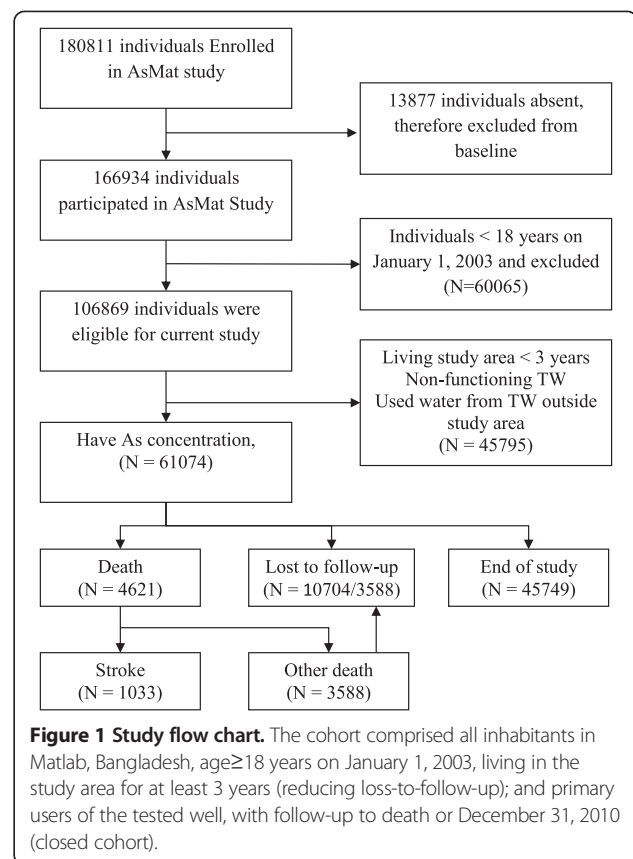 180811 individuals Enrolled
in AsMat study
13877 individuals absent,
therefore excluded from
baseline
166934 individuals
participated in AsMat Study
Individuals < 18 years on
January 1, 2003 and excluded
(N=60065)
106869 individuals were
eligible for current study
Living study area < 3 years
Non-functioning TW
Used water from TW outside
study area
(N = 45795)
Have As concentration,
(N = 61074)
Death
(N = 4621)
Lost to follow-up
(N = 10704/3588)
End of study
(N = 45749)
Stroke
(N = 1033)
Other death
(N = 3588)
Figure 1 Study flow chart. The cohort comprised all inhabitants in
Matlab, Bangladesh, age≥18 years on January 1, 2003, living in the
study area for at least 3 years (reducing loss-to-follow-up); and primary
users of the tested well, with follow-up to death or December 31, 2010
(closed cohort).